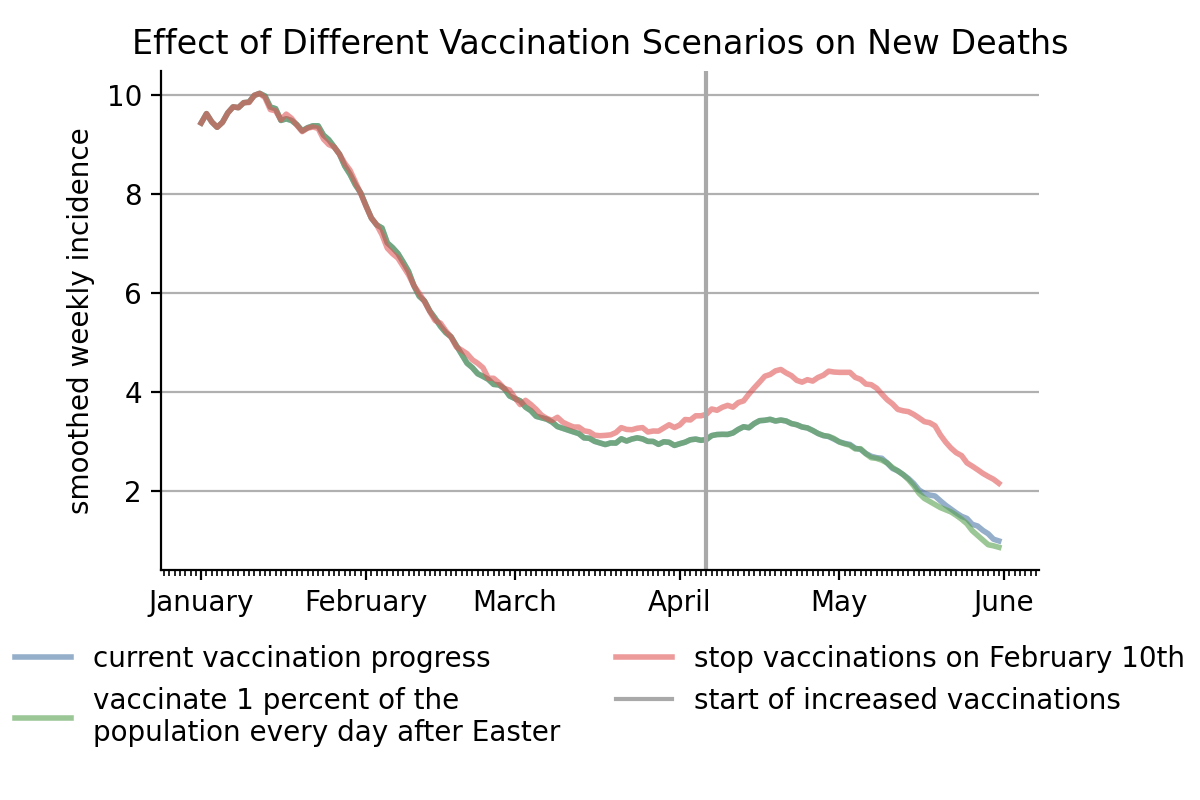 Effect of Different Vaccination Scenarios on New Deaths
smoothed weekly incidence
10
8
6
4
2
January February March April May June
current vaccination progress
vaccinate 1 percent of the
population every day after Easter
stop vaccinations on February 10th
start of increased vaccinations